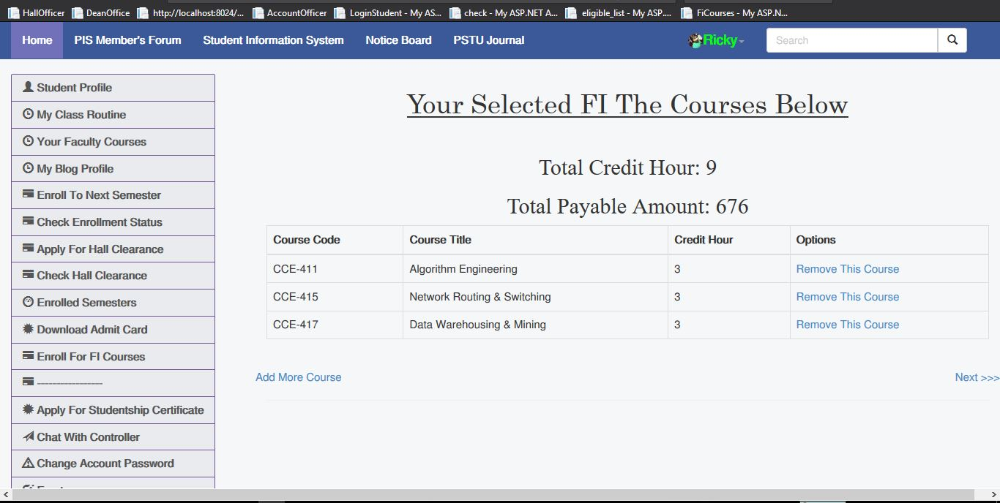 HallOfficer DeanOffice http://localhost:8024/... AccountOfficer LoginStudent - My AS... check - My ASP.NET A... eligible_list - My ASP.... FiCourses - My ASP.N...
Home PIS Member's Forum Student Information System Notice Board PSTU Journal Ricky Search
Student Profile
My Class Routine
Your Faculty Courses
My Blog Profile
Enroll To Next Semester
Check Enrollment Status
Apply For Hall Clearance
Check Hall Clearance
Enrolled Semesters
Download Admit Card
Enroll For FI Courses
-----------------
Apply For Studentship Certificate
Chat With Controller
Change Account Password
Your Selected FI The Courses Below
Total Credit Hour: 9
Total Payable Amount: 676
Course Code Course Title Credit Hour Options
CCE-411 Algorithm Engineering 3 Remove This Course
CCE-415 Network Routing & Switching 3 Remove This Course
CCE-417 Data Warehousing & Mining 3 Remove This Course
Add More Course Next >>>